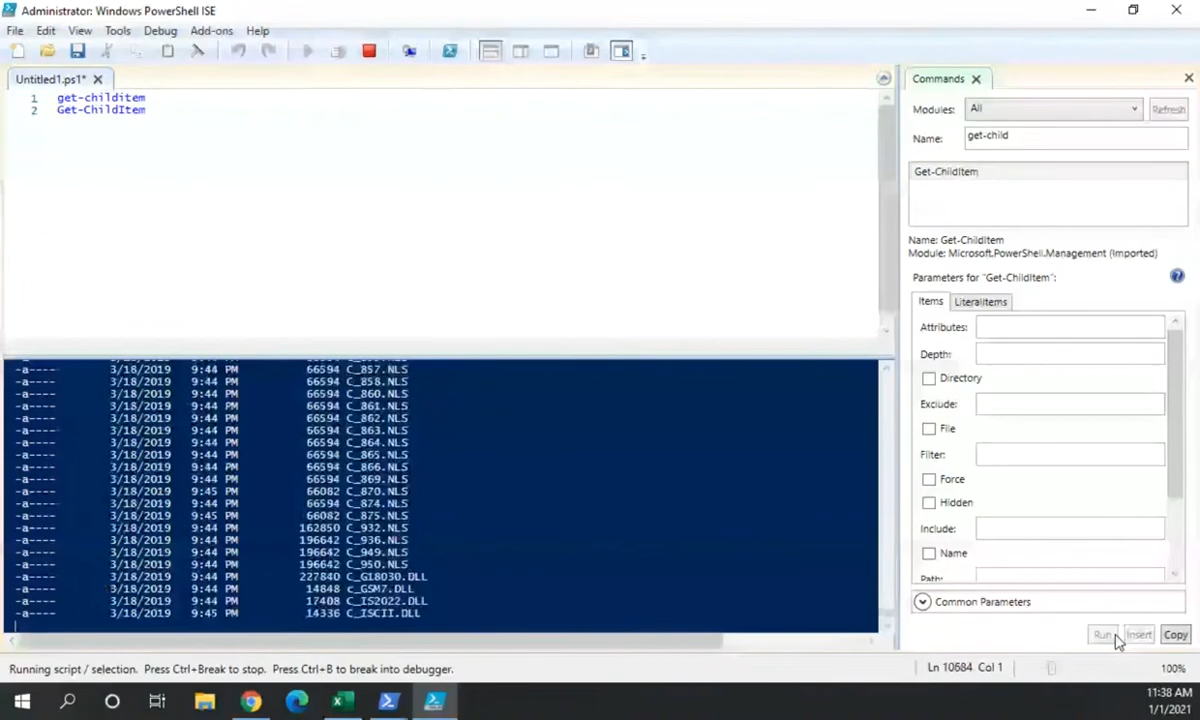 Administrator: Windows PowerShell ISE
File Edit View Tools Debug Add-ons Help
Untitled1.ps1* X
1 get-childitem
2 Get-ChildItem
-a---- 3/18/2019 9:44 PM 66594 C_857.NLS
-a---- 3/18/2019 9:44 PM 66594 C_858.NLS
-a---- 3/18/2019 9:44 PM 66594 C_860.NLS
-a---- 3/18/2019 9:44 PM 66594 C_861.NLS
-a---- 3/18/2019 9:44 PM 66594 C_862.NLS
-a---- 3/18/2019 9:44 PM 66594 C_863.NLS
-a---- 3/18/2019 9:44 PM 66594 C_864.NLS
-a---- 3/18/2019 9:44 PM 66594 C_865.NLS
-a---- 3/18/2019 9:44 PM 66594 C_866.NLS
-a---- 3/18/2019 9:44 PM 66594 C_869.NLS
-a---- 3/18/2019 9:45 PM 66082 C_870.NLS
-a---- 3/18/2019 9:44 PM 66594 C_874.NLS
-a---- 3/18/2019 9:45 PM 66082 C_875.NLS
-a---- 3/18/2019 9:44 PM 162850 C_932.NLS
-a---- 3/18/2019 9:44 PM 196642 C_936.NLS
-a---- 3/18/2019 9:44 PM 196642 C_949.NLS
-a---- 3/18/2019 9:44 PM 196642 C_950.NLS
-a---- 3/18/2019 9:44 PM 227840 C_G18030.DLL
-a---- 3/18/2019 9:44 PM 14848 c_GSM7.DLL
-a---- 3/18/2019 9:44 PM 17408 C_IS2022.DLL
-a---- 3/18/2019 9:45 PM 14336 C_ISCII.DLL
Commands X
Modules: All Refresh
Name: get-child
Get-ChildItem
Name: Get-ChildItem
Module: Microsoft.PowerShell.Management (Imported)
Parameters for "Get-ChildItem":
Items LiteralItems
Attributes:
Depth:
Directory
Exclude:
File
Filter:
Force
Hidden
Include:
Name
Path:
Common Parameters
Run Insert Copy
Running script / selection. Press Ctrl+Break to stop. Press Ctrl+B to break into debugger.
Ln 10684 Col 1 100%
11:38 AM
1/1/2021